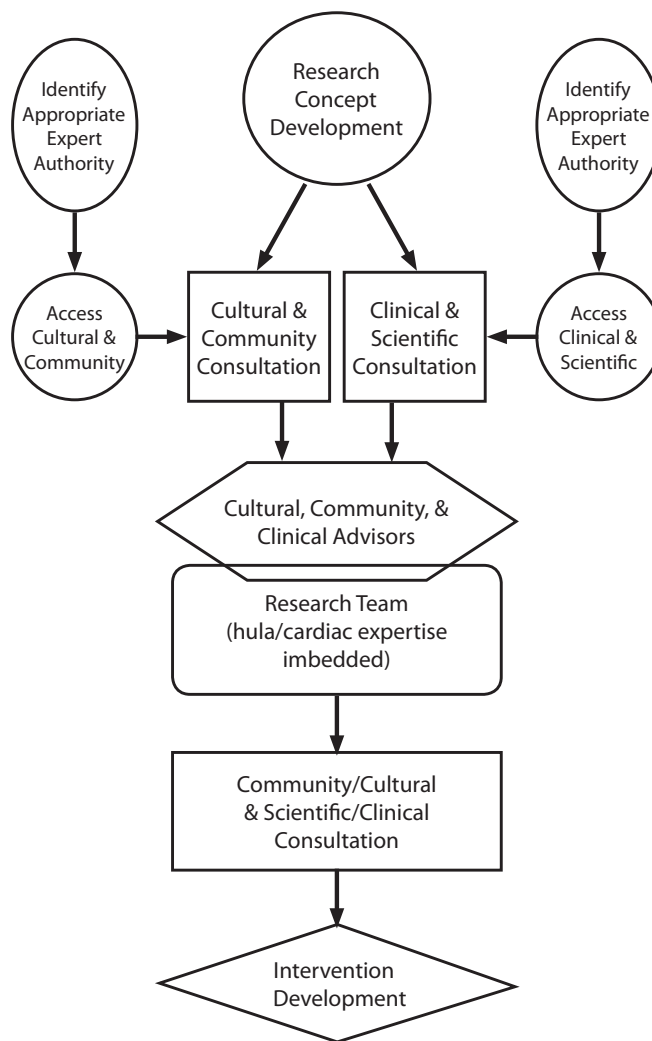 Identify
Appropriate
Expert
Authority
Research
Concept
Development
Identify
Appropriate
Expert
Authority
Access
Cultural &
Community
Cultural &
Community
Consultation
Clinical &
Scientific
Consultation
Access
Clinical &
Scientific
Cultural, Community, &
Clinical Advisors
Research Team
(hula/cardiac expertise
imbedded)
Community/Cultural
& Scientific/Clinical
Consultation
Intervention
Development